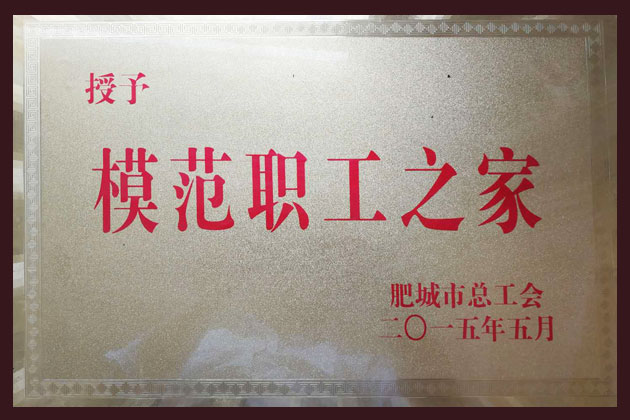 授予
模范职工之家
肥城市总工会
二〇一五年五月